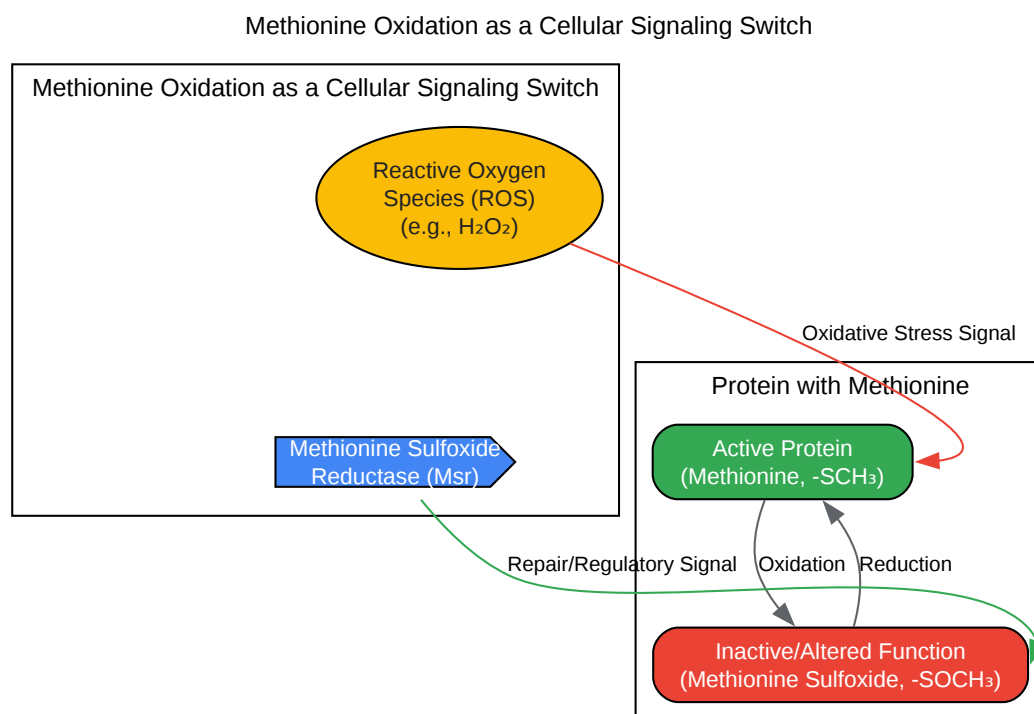 Methionine Oxidation as a Cellular Signaling Switch
Methionine Oxidation as a Cellular Signaling Switch
Reactive Oxygen
Species (ROS)
(e.g., H₂O₂)
Oxidative Stress Signal
Protein with Methionine
Methionine Sulfoxide
Reductase (Msr)
Active Protein
(Methionine, -SCH₃)
Repair/Regulatory Signal
Oxidation
Reduction
Inactive/Altered Function
(Methionine Sulfoxide, -SOCH₃)